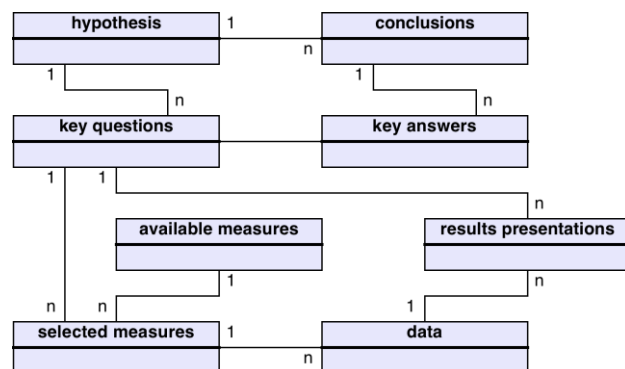 hypothesis
1
n
conclusions
1
n
1
n
key questions
key answers
1
1
n
available measures
results presentations
1
n
n
n
1
selected measures
1
n
data